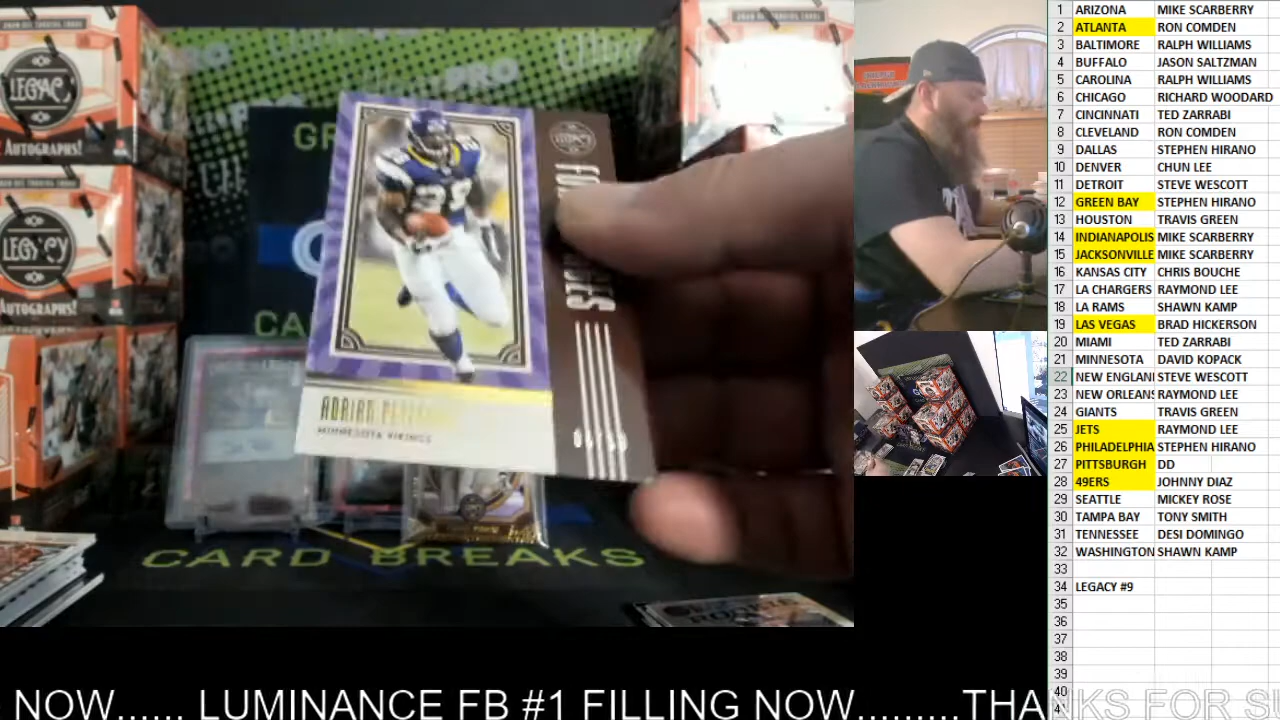 LEGACY
AUTOGRAPHS!
LEGACY
AUTOGRAPHS!
ADRIAN PETERSON
MINNESOTA VIKINGS
CARD BREAKS
1 ARIZONA MIKE SCARBERRY
2 ATLANTA RON COMDEN
3 BALTIMORE RALPH WILLIAMS
4 BUFFALO JASON SALTZMAN
5 CAROLINA RALPH WILLIAMS
6 CHICAGO RICHARD WOODARD
7 CINCINNATI TED ZARRABI
8 CLEVELAND RON COMDEN
9 DALLAS STEPHEN HIRANO
10 DENVER CHUN LEE
11 DETROIT STEVE WESCOTT
12 GREEN BAY STEPHEN HIRANO
13 HOUSTON TRAVIS GREEN
14 INDIANAPOLIS MIKE SCARBERRY
15 JACKSONVILLE MIKE SCARBERRY
16 KANSAS CITY CHRIS BOUCHE
17 LA CHARGERS RAYMOND LEE
18 LA RAMS SHAWN KAMP
19 LAS VEGAS BRAD HICKERSON
20 MIAMI TED ZARRABI
21 MINNESOTA DAVID KOPACK
22 NEW ENGLAN STEVE WESCOTT
23 NEW ORLEANS RAYMOND LEE
24 GIANTS TRAVIS GREEN
25 JETS RAYMOND LEE
26 PHILADELPHIA STEPHEN HIRANO
27 PITTSBURGH DD
28 49ERS JOHNNY DIAZ
29 SEATTLE MICKEY ROSE
30 TAMPA BAY TONY SMITH
31 TENNESSEE DESI DOMINGO
32 WASHINGTON SHAWN KAMP
33
34 LEGACY #9
35
36
37
38
39
40
NOW...... LUMINANCE FB #1 FILLING NOW.........THANKS FOR